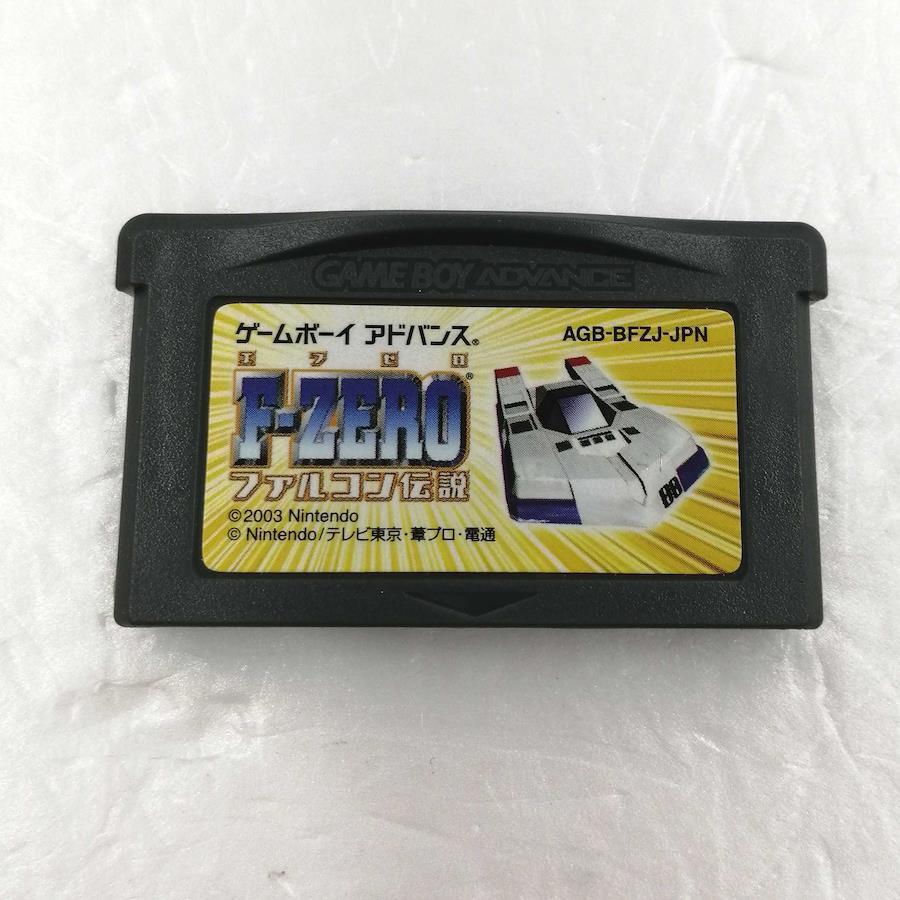 GAME BOY ADVANCE
ゲームボーイ アドバンス®
AGB-BFZJ-JPN
エフゼロ
F-ZERO®
ファルコン伝説
©2003 Nintendo
© Nintendo/テレビ東京・葦プロ・電通
88